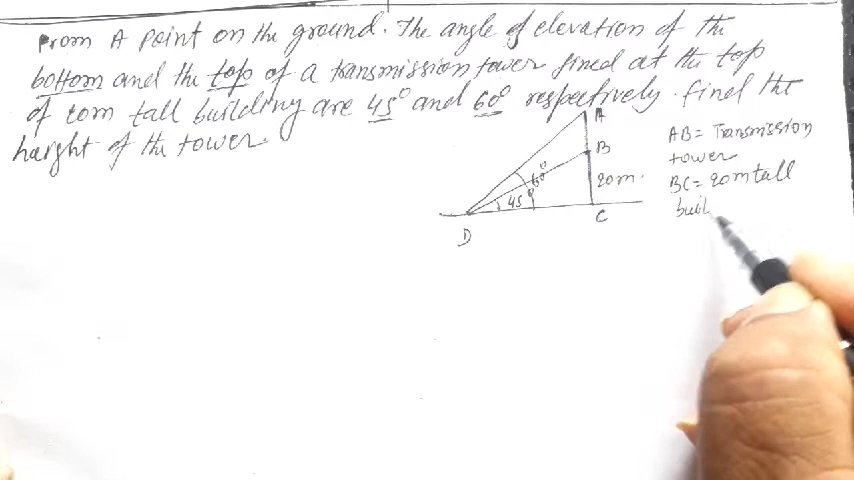 From A point on the ground. The angle of elevation of the
bottom and the top of a transmission tower fined at the top
of 20m tall building are 45° and 60° respectively. find the
harght of the tower.
A
AB = Transmission
B
tower
60°
20m.
BC = 20m tall
45°
buil
C
D